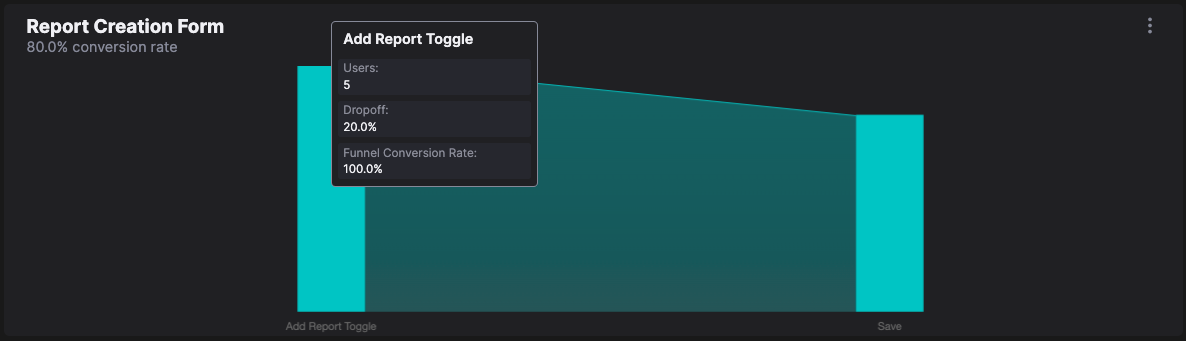 Report Creation Form
80.0% conversion rate
Add Report Toggle
Users:
5
Dropoff:
20.0%
Funnel Conversion Rate:
100.0%
Add Report Toggle
Save